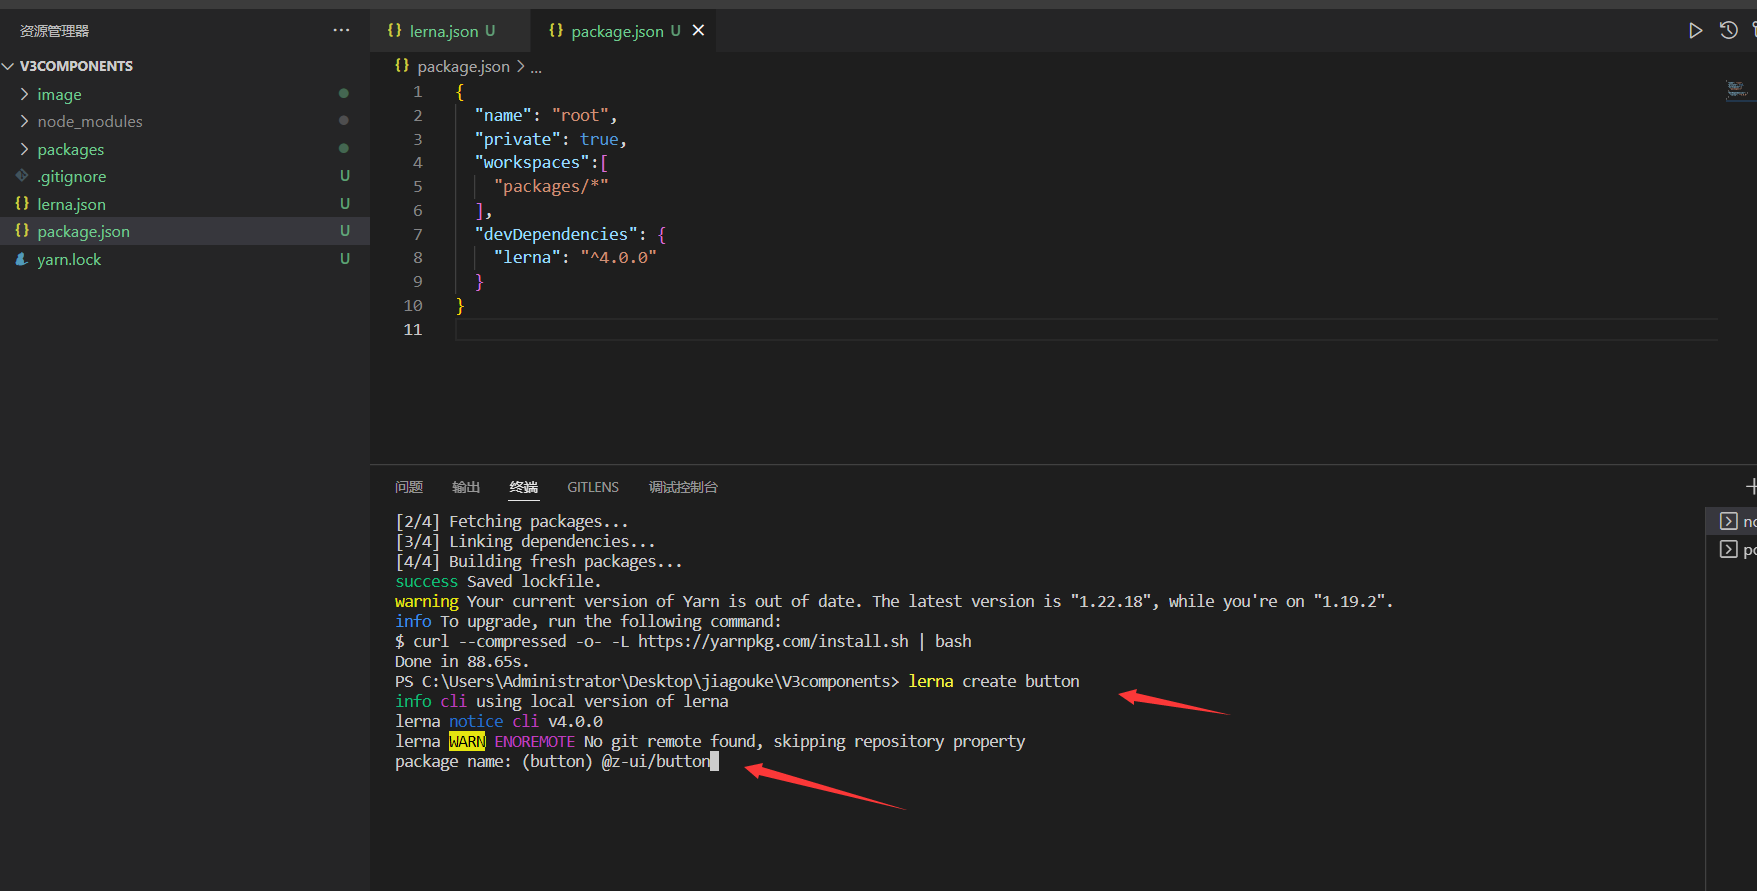 资源管理器 ···
V3COMPONENTS
image
node_modules
packages
.gitignore U
{} lerna.json U
{} package.json U
yarn.lock U
{} lerna.json U
{} package.json U
{} package.json > ...
1 {
2 "name": "root",
3 "private": true,
4 "workspaces":[
5 "packages/*"
6 ],
7 "devDependencies": {
8 "lerna": "^4.0.0"
9 }
10 }
11
问题 输出 终端 GITLENS 调试控制台
[2/4] Fetching packages...
[3/4] Linking dependencies...
[4/4] Building fresh packages...
success Saved lockfile.
warning Your current version of Yarn is out of date. The latest version is "1.22.18", while you're on "1.19.2".
info To upgrade, run the following command:
$ curl --compressed -o- -L https://yarnpkg.com/install.sh | bash
Done in 88.65s.
PS C:\Users\Administrator\Desktop\jiagouke\V3components> lerna create button
info cli using local version of lerna
lerna notice cli v4.0.0
lerna WARN ENOREMOTE No git remote found, skipping repository property
package name: (button) @z-ui/button